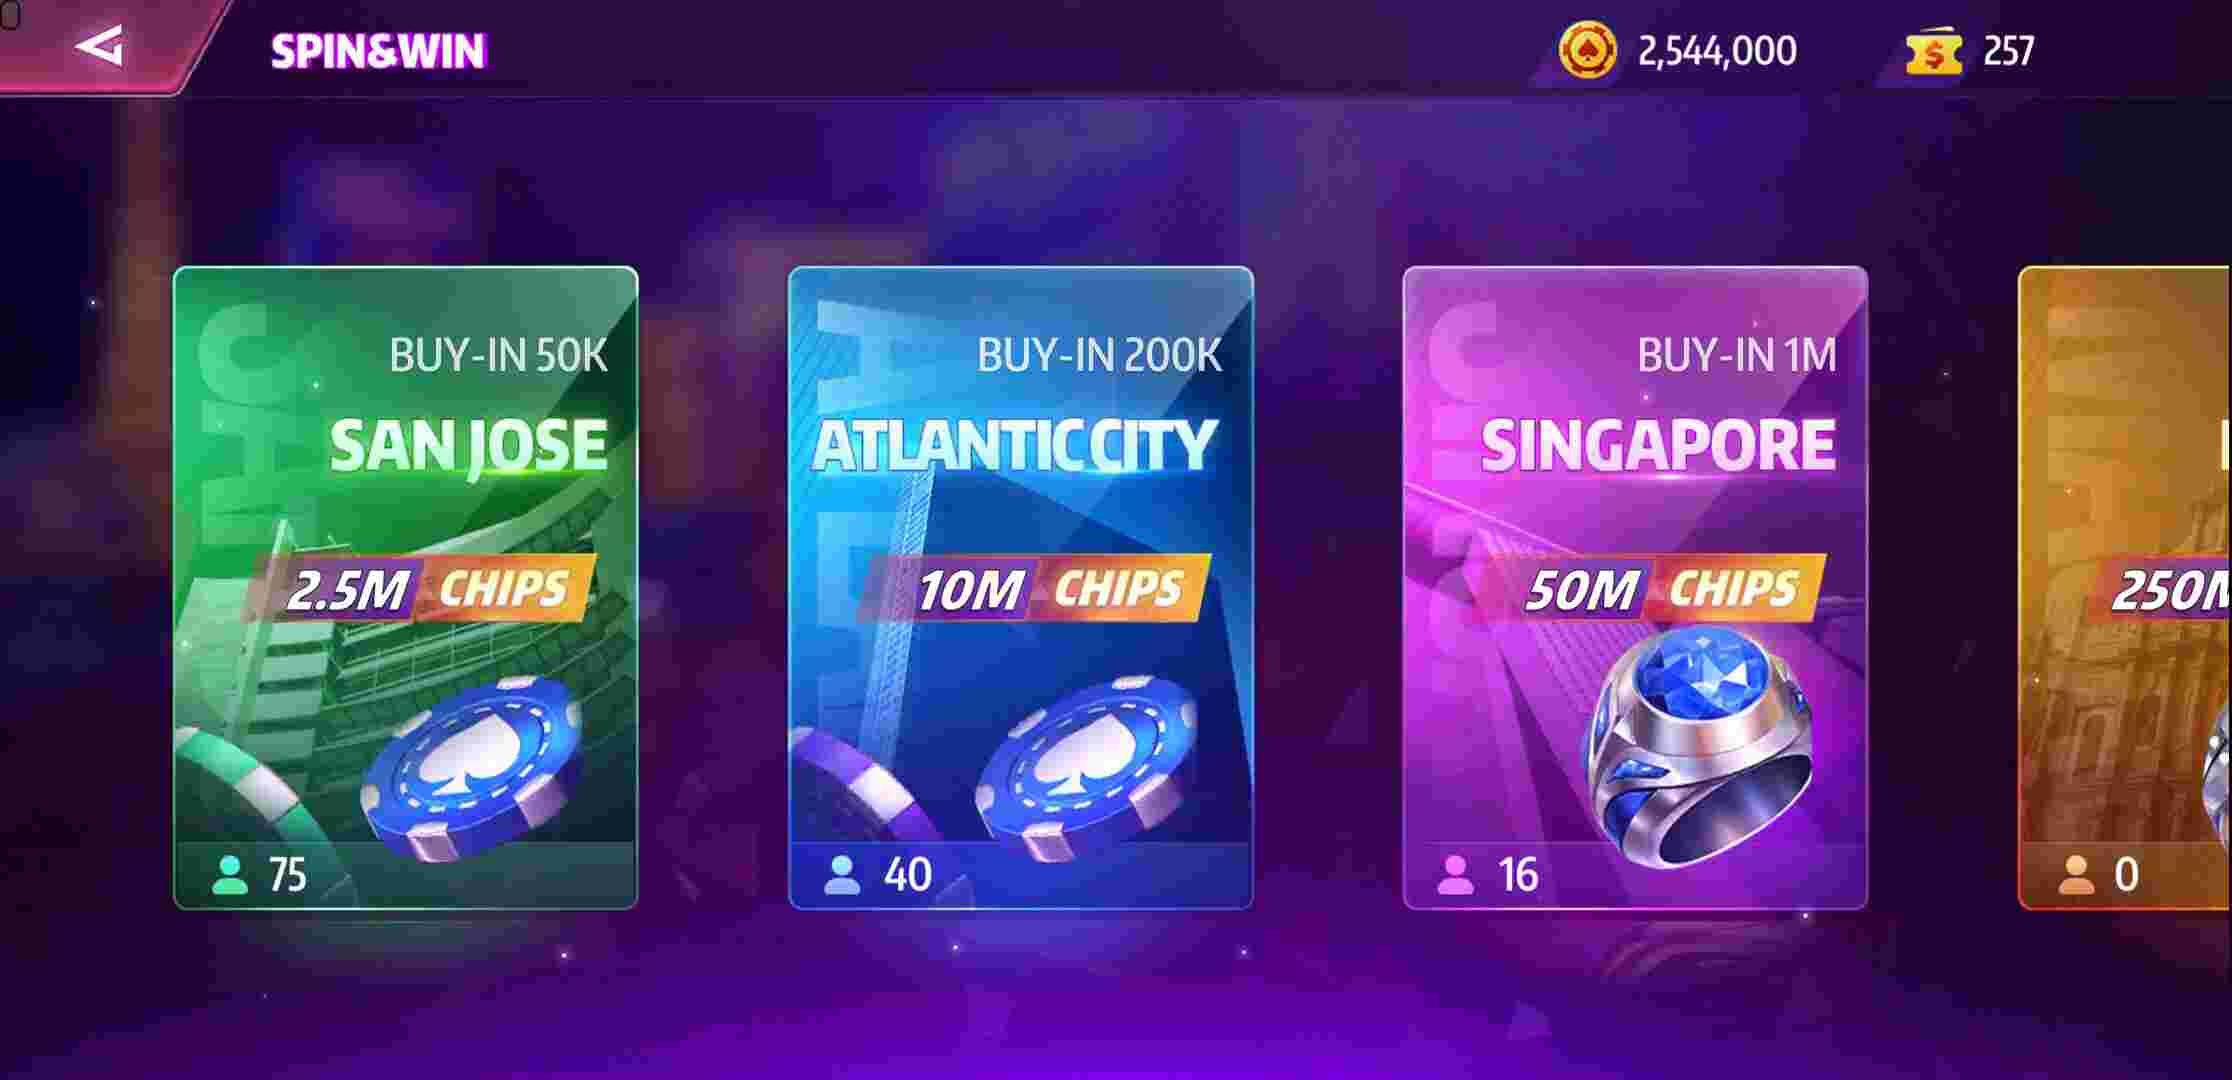 SPIN&WIN
2,544,000
257
BUY-IN 50K
SAN JOSE
2.5M CHIPS
75
BUY-IN 200K
ATLANTIC CITY
10M CHIPS
40
BUY-IN 1M
SINGAPORE
50M CHIPS
16
250M
0